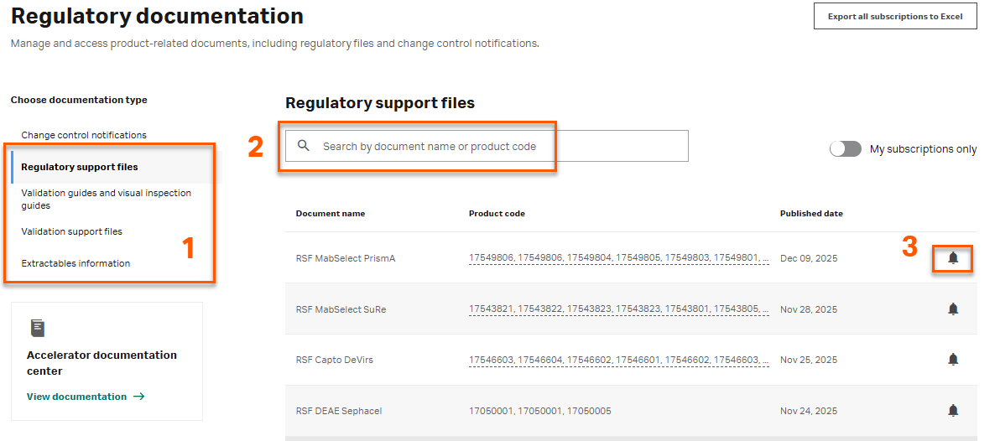 Regulatory documentation
Export all subscriptions to Excel
Manage and access product-related documents, including regulatory files and change control notifications.
Choose documentation type
Change control notifications
Regulatory support files
Validation guides and visual inspection
guides
Validation support files
Extractables information
1
Accelerator documentation
center
View documentation
Regulatory support files
2
Search by document name or product code
My subscriptions only
Document name Product code Published date
RSF MabSelect PrismA 17549806, 17549806, 17549804, 17549805, 17549803, 17549801, ... Dec 09, 2025
3
RSF MabSelect SuRe 17543821, 17543822, 17543823, 17543823, 17543801, 17543805, ... Nov 28, 2025
RSF Capto DeVirs 17546603, 17546604, 17546602, 17546601, 17546602, 17546603, ... Nov 25, 2025
RSF DEAE Sephacel 17050001, 17050001, 17050005 Nov 24, 2025